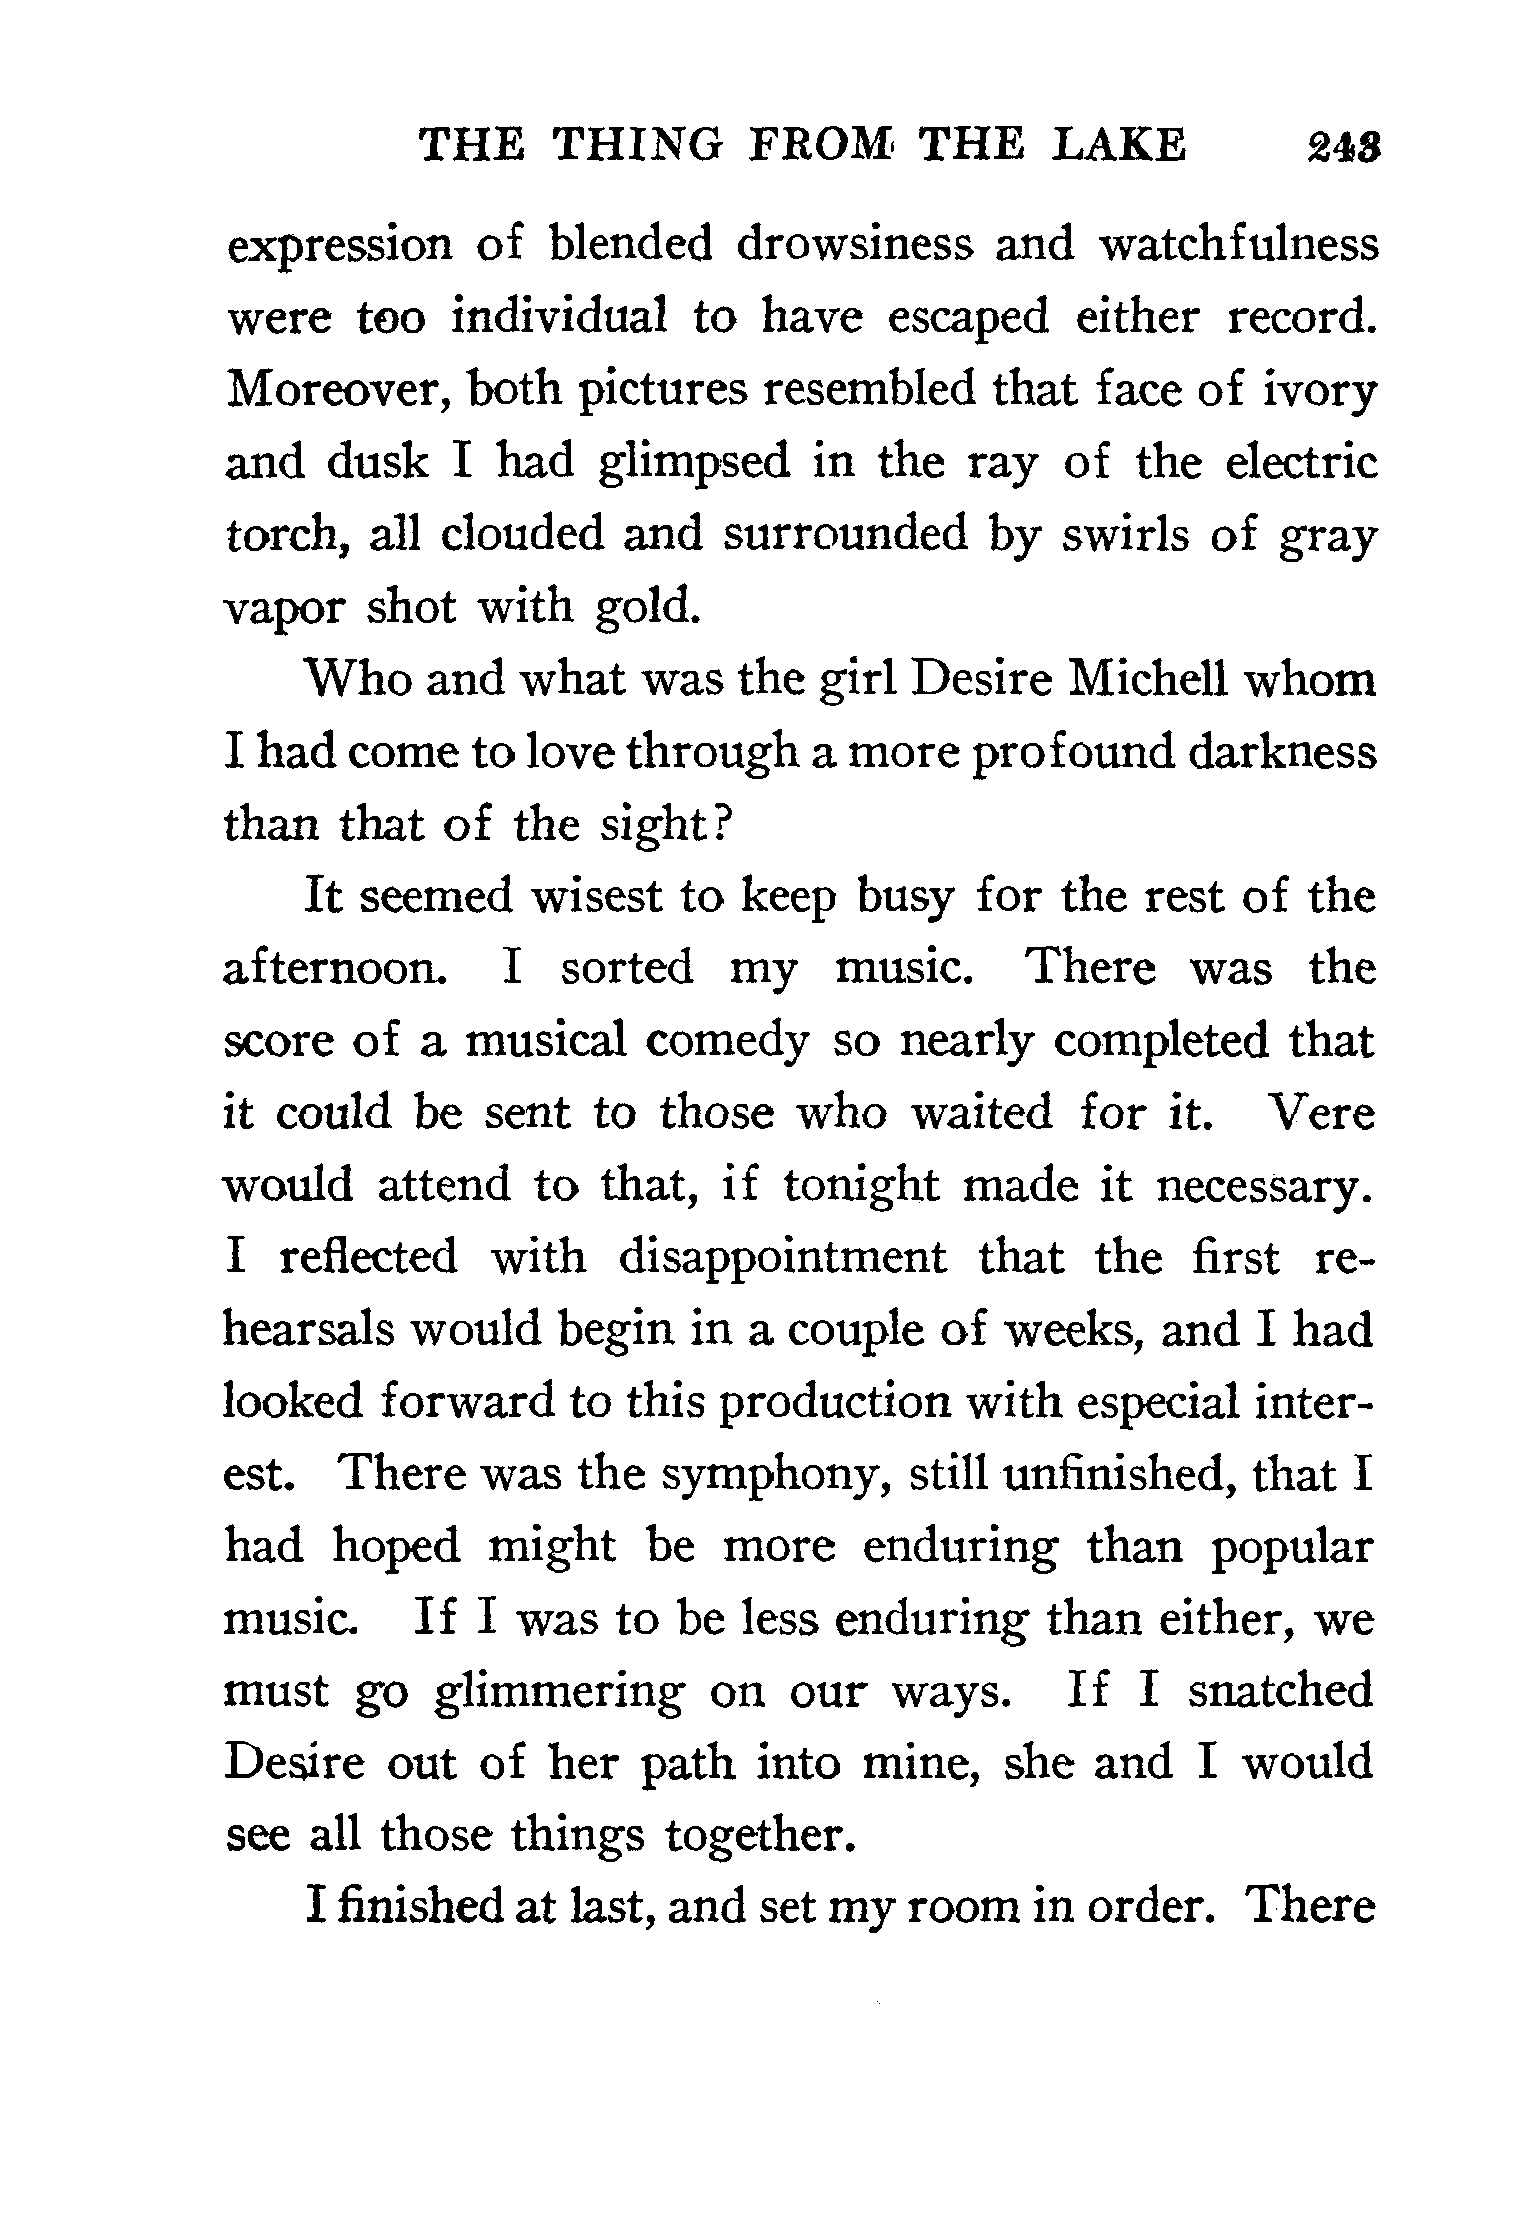 THE THING FROM THE LAKE 243
expression of blended drowsiness and watchfulness
were too individual to have escaped either record.
Moreover, both pictures resembled that face of ivory
and dusk I had glimpsed in the ray of the electric
torch, all clouded and surrounded by swirls of gray
vapor shot with gold.
Who and what was the girl Desire Michell whom
I had come to love through a more profound darkness
than that of the sight?
It seemed wisest to keep busy for the rest of the
afternoon. I sorted my music. There was the
score of a musical comedy so nearly completed that
it could be sent to those who waited for it. Vere
would attend to that, if tonight made it necessary.
I reflected with disappointment that the first re-
hearsals would begin in a couple of weeks, and I had
looked forward to this production with especial inter-
est. There was the symphony, still unfinished, that I
had hoped might be more enduring than popular
music. If I was to be less enduring than either, we
must go glimmering on our ways. If I snatched
Desire out of her path into mine, she and I would
see all those things together.
I finished at last, and set my room in order. There